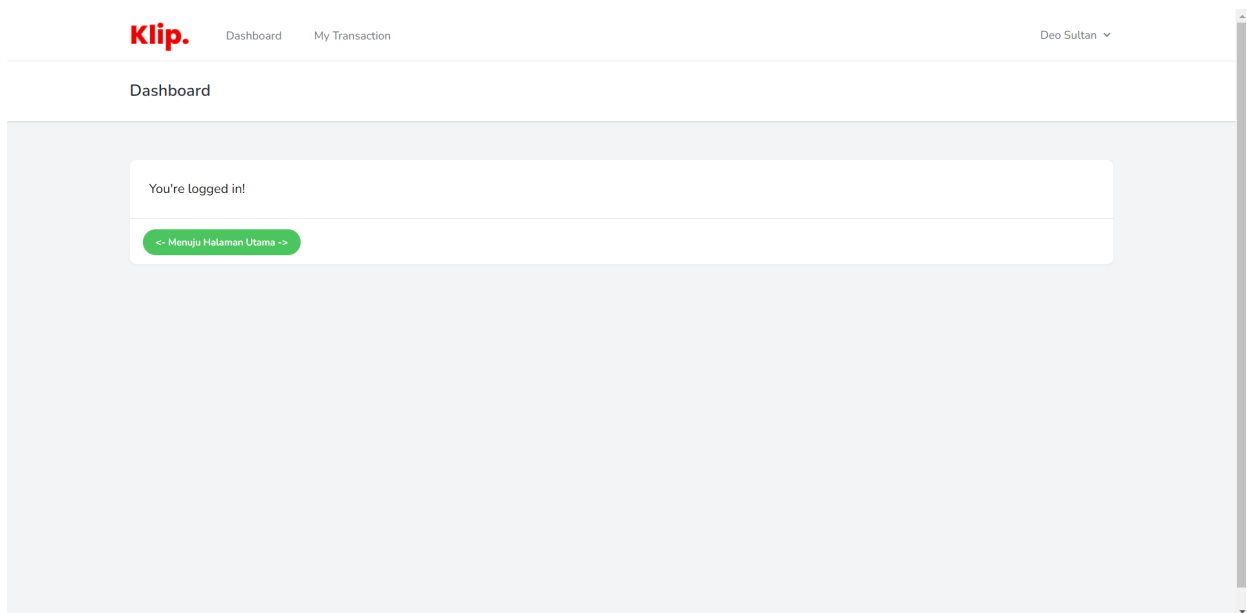 Klip. Dashboard My Transaction Deo Sultan
Dashboard
You're logged in!
<- Menuju Halaman Utama ->